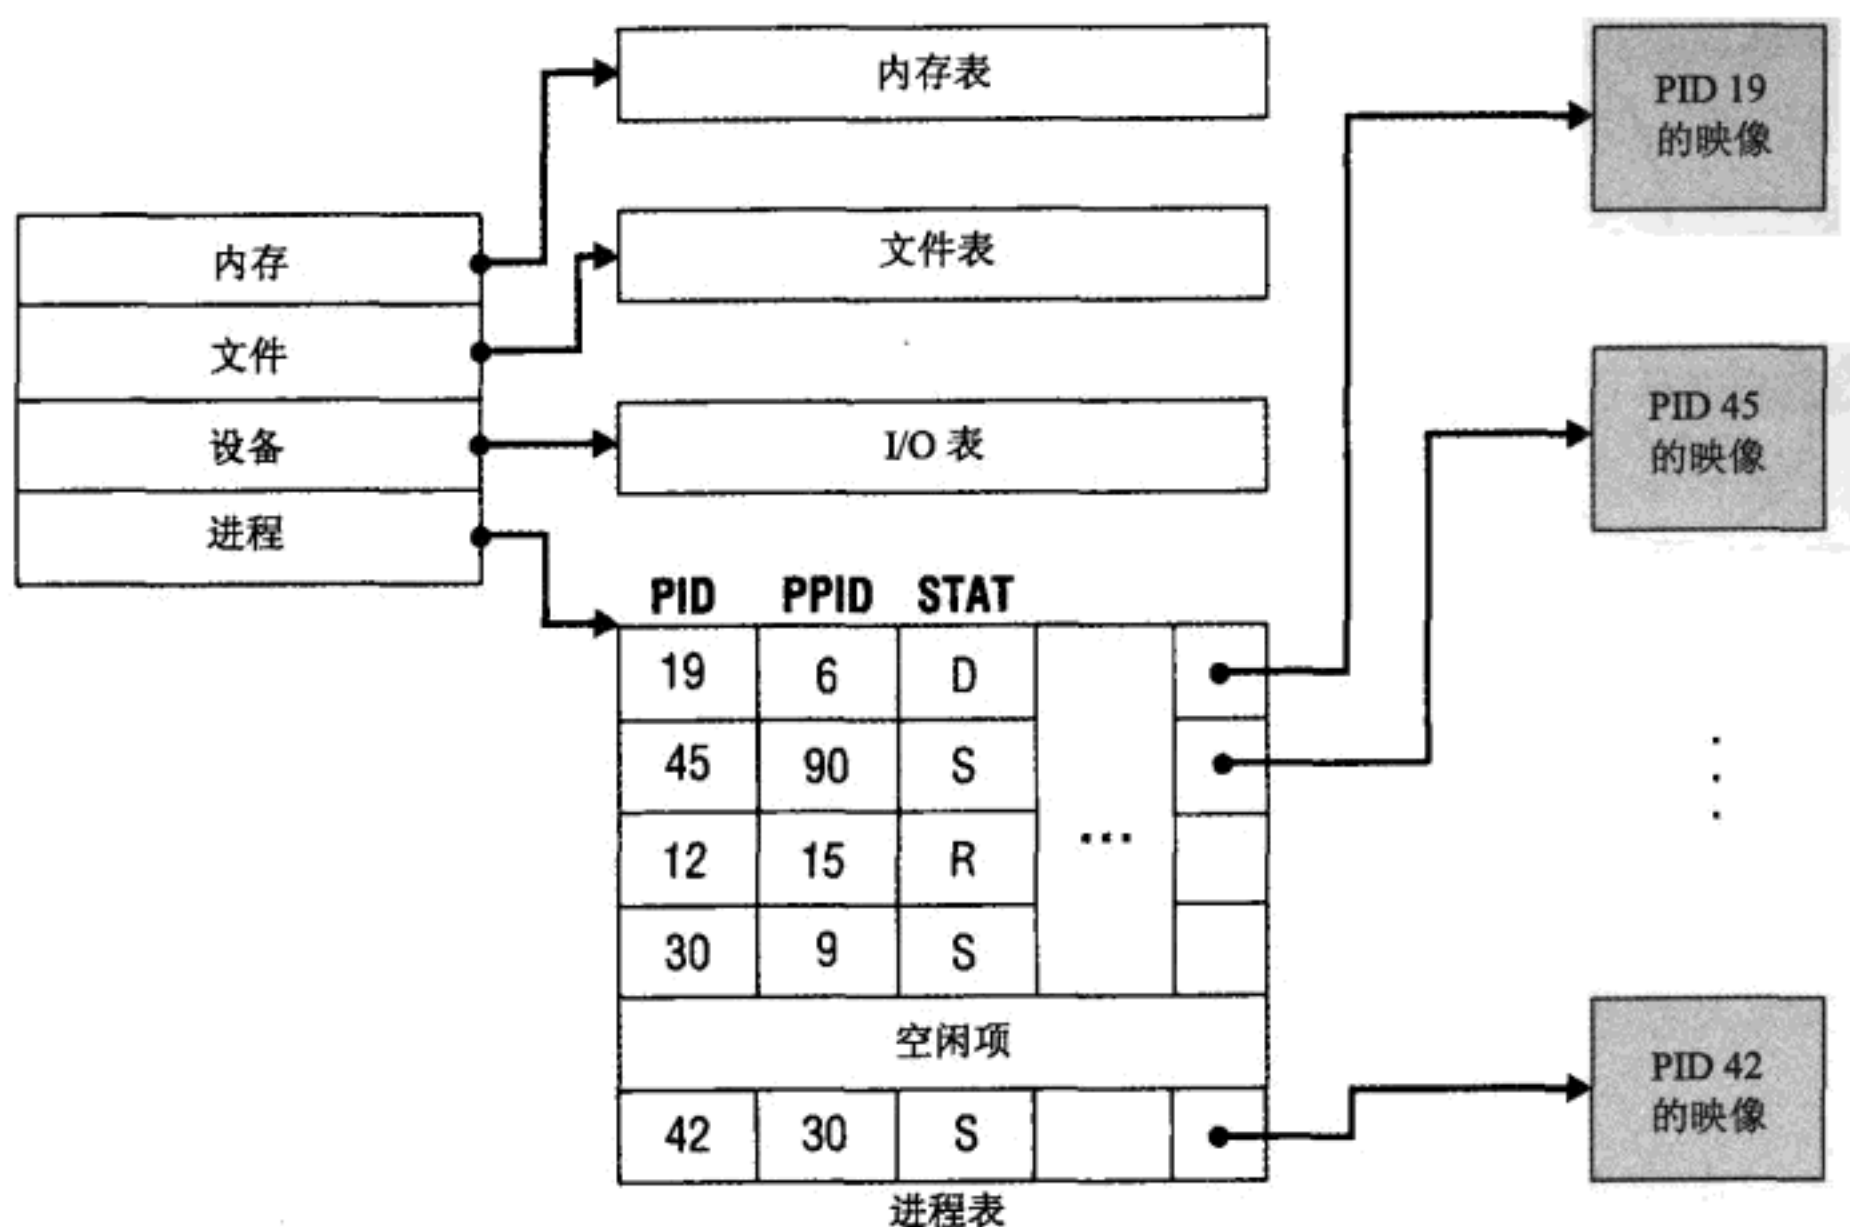 内存表
PID 19
的映像
内存
文件表
文件
PID 45
的映像
设备
I/O 表
进程
PID PPID STAT
19 6 D
45 90 S
12 15 R
...
30 9 S
空闲项
PID 42
的映像
42 30 S
进程表